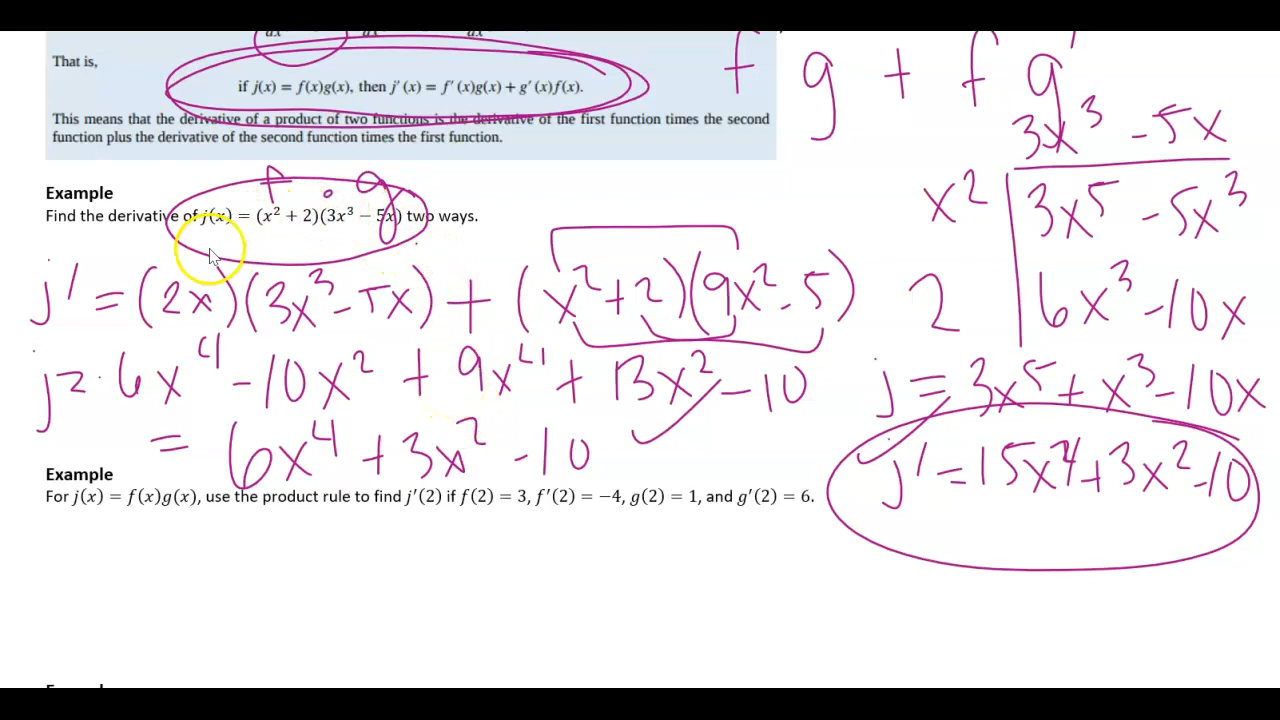 dx dx dx
That is,
if j(x) = f(x)g(x), then j′(x) = f′(x)g(x) + g′(x)f(x).
This means that the derivative of a product of two functions is the derivative of the first function times the second
function plus the derivative of the second function times the first function.
f'g + fg'
Example
f · g
Find the derivative of j(x) = (x² + 2)(3x³ − 5x) two ways.
3x³ - 5x
x² 3x⁵ - 5x³
2 6x³ - 10x
j' = (2x)(3x³ - 5x) + (x² + 2)(9x² - 5)
j = 6x⁴ - 10x² + 9x⁴ + 13x² - 10
= 6x⁴ + 3x² - 10
j = 3x⁵ + x³ - 10x
j' = 15x⁴ + 3x² - 10
Example
For j(x) = f(x)g(x), use the product rule to find j′(2) if f(2) = 3, f′(2) = −4, g(2) = 1, and g′(2) = 6.